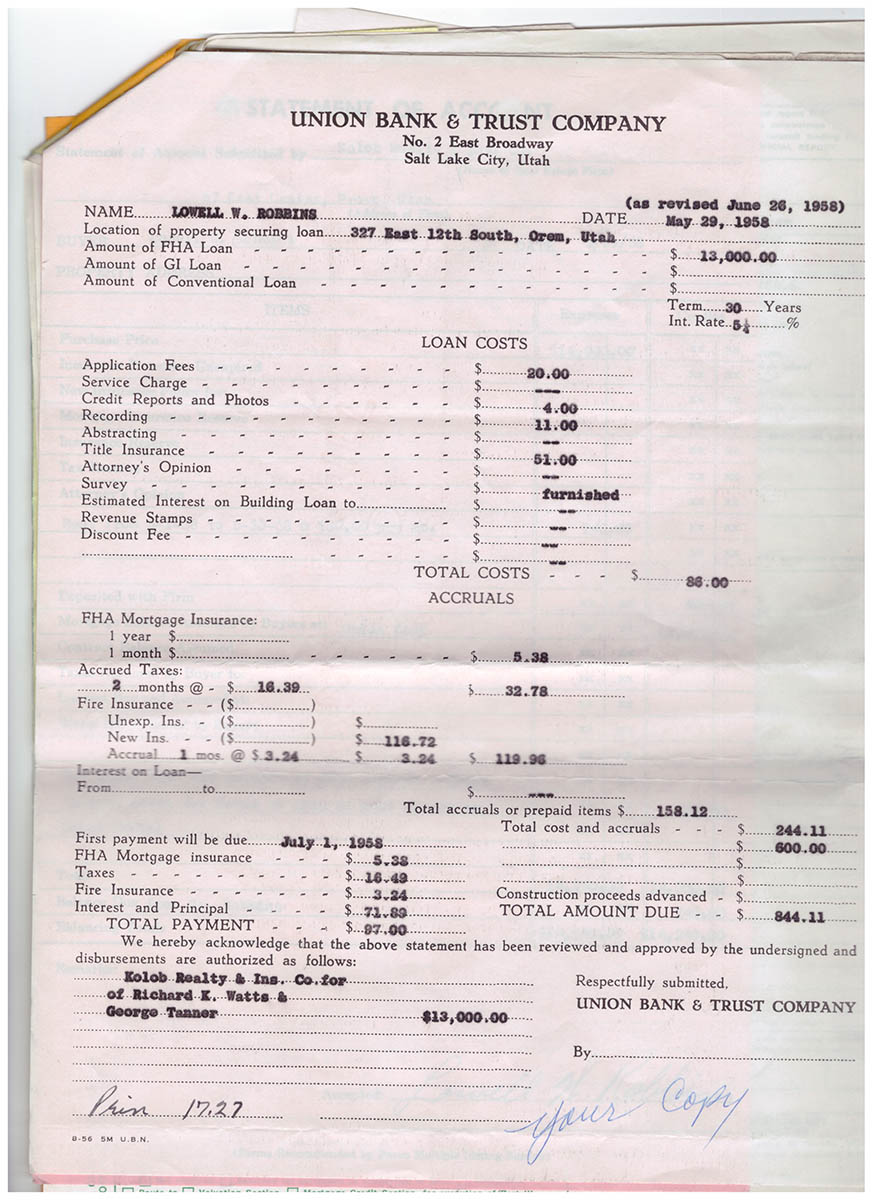 UNION BANK & TRUST COMPANY
No. 2 East Broadway
Salt Lake City, Utah
(as revised June 26, 1958)
NAME LOWELL W. ROBBINS DATE May 29, 1958
Location of property securing loan 327 East 12th South, Orem, Utah
Amount of FHA Loan - - - - - - - - - - - - $ 13,000.00
Amount of GI Loan - - - - - - - - - - - - $
Amount of Conventional Loan - - - - - - - - - - $
Term 30 Years
Int. Rate 5¼ %
LOAN COSTS
Application Fees - - - - - - - $ 20.00
Service Charge - - - - - - - $ ---
Credit Reports and Photos - - - - - $ 4.00
Recording - - - - - - - - $ 11.00
Abstracting - - - - - - - - $ --
Title Insurance - - - - - - - $ 51.00
Attorney's Opinion - - - - - - $ --
Survey - - - - - - - - $ furnished
Estimated Interest on Building Loan to $ --
Revenue Stamps - - - - - - - $ --
Discount Fee - - - - - - - - $ --
- - - - $ --
TOTAL COSTS - - - $ 86.00
ACCRUALS
FHA Mortgage Insurance:
1 year $
1 month $ - - - - - - $ 5.38
Accrued Taxes:
2 months @ - $ 16.39 $ 32.78
Fire Insurance - - ($ )
Unexp. Ins. - ($ ) $
New Ins. - - ($ ) $ 116.72
Accrual 1 mos. @ $ 3.24 $ 3.24 $ 119.96
Interest on Loan—
From to $ ---
Total accruals or prepaid items $ 158.12
Total cost and accruals - - - $ 244.11
First payment will be due July 1, 1958 $ 600.00
FHA Mortgage insurance - - - $ 5.38 $
Taxes - - - - - - - $ 16.49 $
Fire Insurance - - - - - $ 3.24 Construction proceeds advanced - $
Interest and Principal - - - $ 71.89 TOTAL AMOUNT DUE - - $ 844.11
TOTAL PAYMENT - - - $ 97.00
We hereby acknowledge that the above statement has been reviewed and approved by the undersigned and
disbursements are authorized as follows:
Kolob Realty & Ins. Co. for
of Richard K. Watts &
George Tanner $13,000.00
Respectfully submitted,
UNION BANK & TRUST COMPANY
By
Prin 17.27
your Copy
8-56 5M U.B.N.